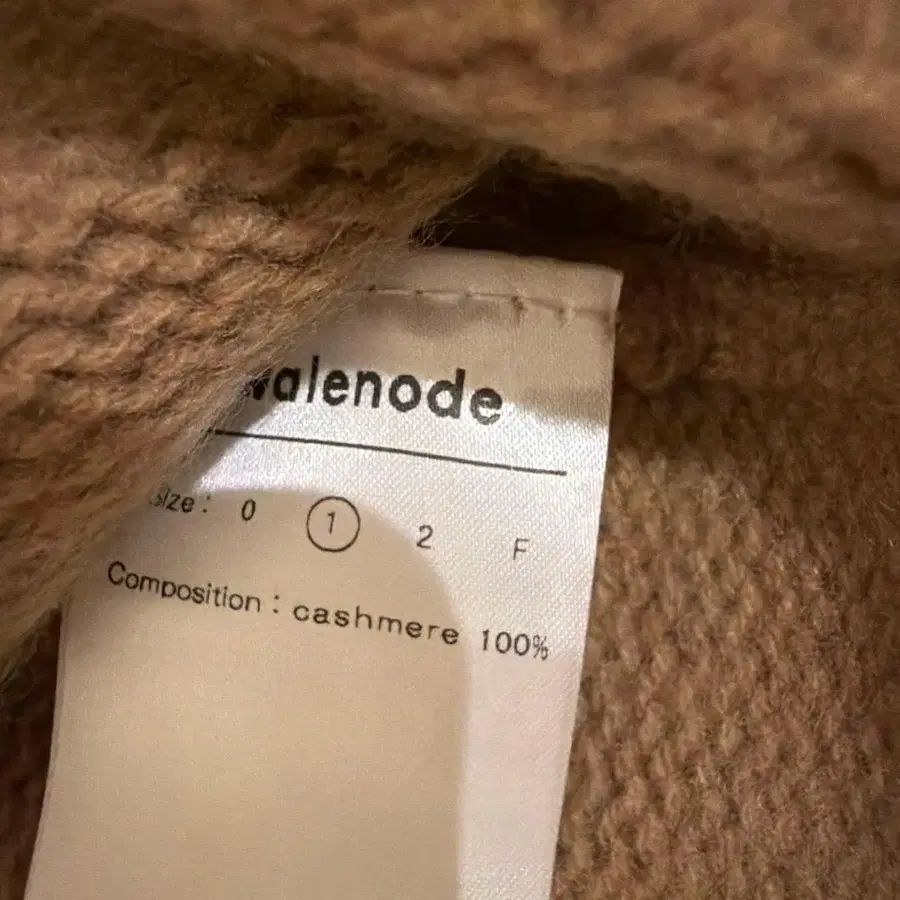 walenode
size : 0 1 2 F
Composition : cashmere 100%